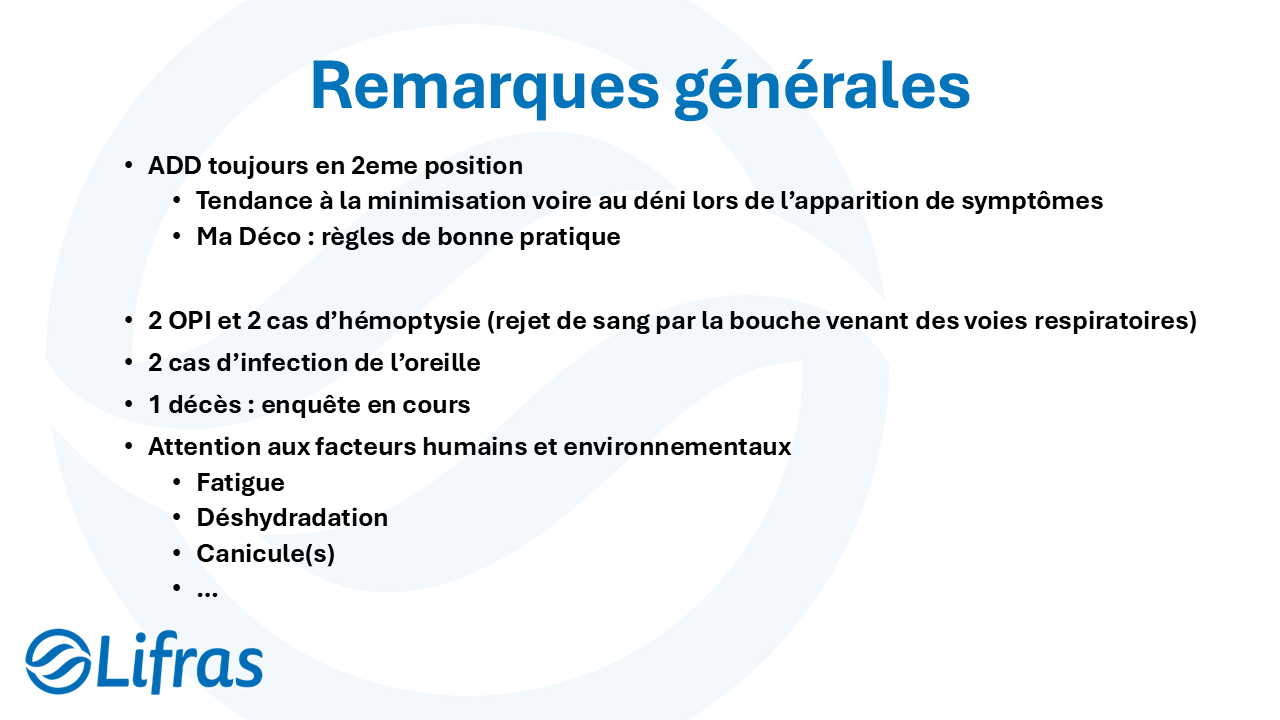 Remarques générales
• ADD toujours en 2eme position
• Tendance à la minimisation voire au déni lors de l’apparition de symptômes
• Ma Déco : règles de bonne pratique
• 2 OPI et 2 cas d’hémoptysie (rejet de sang par la bouche venant des voies respiratoires)
• 2 cas d’infection de l’oreille
• 1 décès : enquête en cours
• Attention aux facteurs humains et environnementaux
• Fatigue
• Déshydradation
• Canicule(s)
• …
Lifras